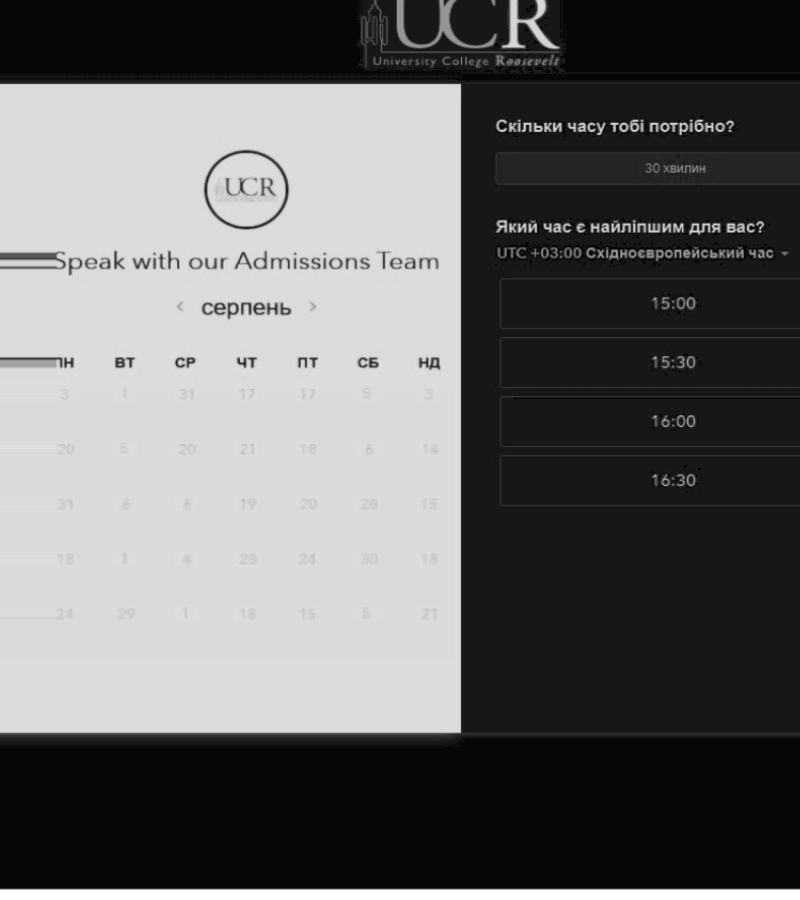 UCR
University College Roosevelt
UCR
Speak with our Admissions Team
< серпень >
ПН ВТ СР ЧТ ПТ СБ НД
3 1 31 17 17 5 3
20 5 20 21 18 6 14
31 6 6 19 20 26 15
18 1 4 28 24 30 18
24 29 1 18 15 5 21
Скільки часу тобі потрібно?
30 хвилин
Який час є найліпшим для вас?
UTC +03:00 Східноєвропейський час
15:00
15:30
16:00
16:30